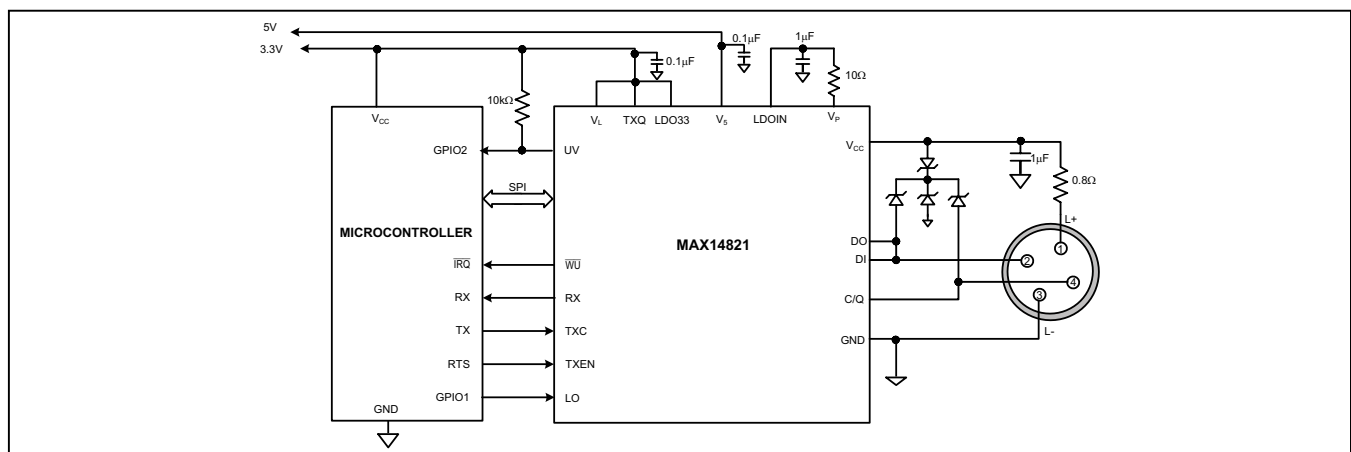 5V
3.3V
0.1µF
0.1µF
1µF
10kΩ
10Ω
VCC
VL TXQ LDO33 V5 LDOIN VP
GPIO2
UV
VCC
1µF
0.8Ω
SPI
MICROCONTROLLER
MAX14821
L+
DO
DI
1
2
IRQ
WU
4
RX
RX
C/Q
3
TX
TXC
L-
GND
RTS
TXEN
GPIO1
LO
GND